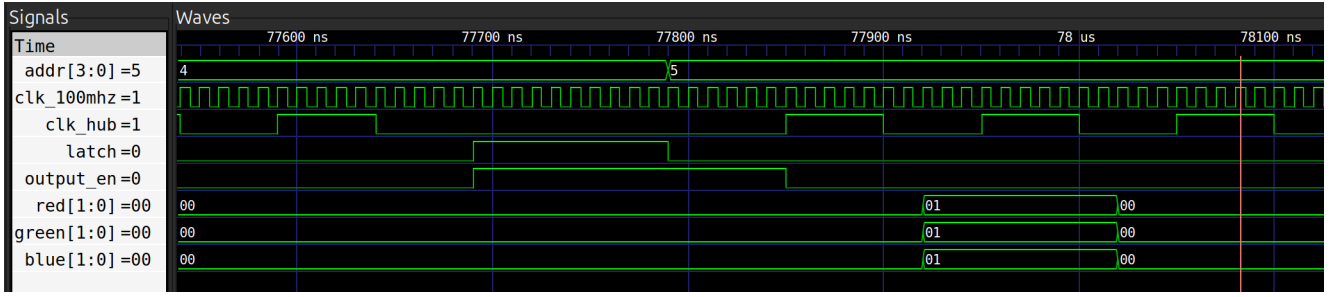 Signals Waves
Time 77600 ns 77700 ns 77800 ns 77900 ns 78 us 78100 ns
addr[3:0] =5 4 5
clk_100mhz =1
clk_hub =1
latch =0
output_en =0
red[1:0] =00 00 01 00
green[1:0] =00 00 01 00
blue[1:0] =00 00 01 00